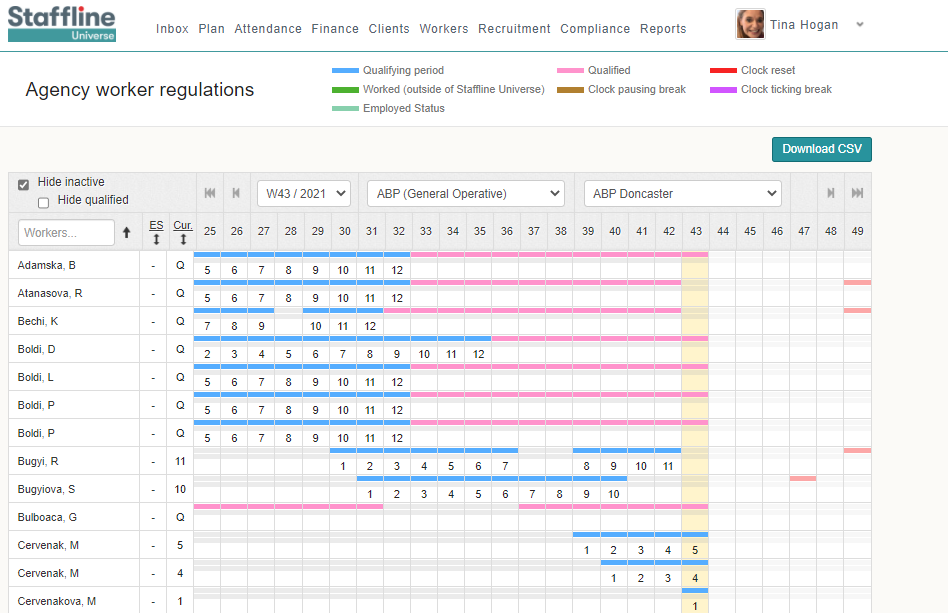 Staffline
Universe
Inbox Plan Attendance Finance Clients Workers Recruitment Compliance Reports
Tina Hogan
Agency worker regulations
Qualifying period Qualified Clock reset
Worked (outside of Staffline Universe) Clock pausing break Clock ticking break
Employed Status
Download CSV
Hide inactive
Hide qualified
W43 / 2021 ABP (General Operative) ABP Doncaster
Workers... ES Cur. 25 26 27 28 29 30 31 32 33 34 35 36 37 38 39 40 41 42 43 44 45 46 47 48 49
Adamska, B - Q 5 6 7 8 9 10 11 12
Atanasova, R - Q 5 6 7 8 9 10 11 12
Bechi, K - Q 7 8 9 10 11 12
Boldi, D - Q 2 3 4 5 6 7 8 9 10 11 12
Boldi, L - Q 5 6 7 8 9 10 11 12
Boldi, P - Q 5 6 7 8 9 10 11 12
Boldi, P - Q 5 6 7 8 9 10 11 12
Bugyi, R - 11 1 2 3 4 5 6 7 8 9 10 11
Bugyiova, S - 10 1 2 3 4 5 6 7 8 9 10
Bulboaca, G - Q
Cervenak, M - 5 1 2 3 4 5
Cervenak, M - 4 1 2 3 4
Cervenakova, M - 1 1